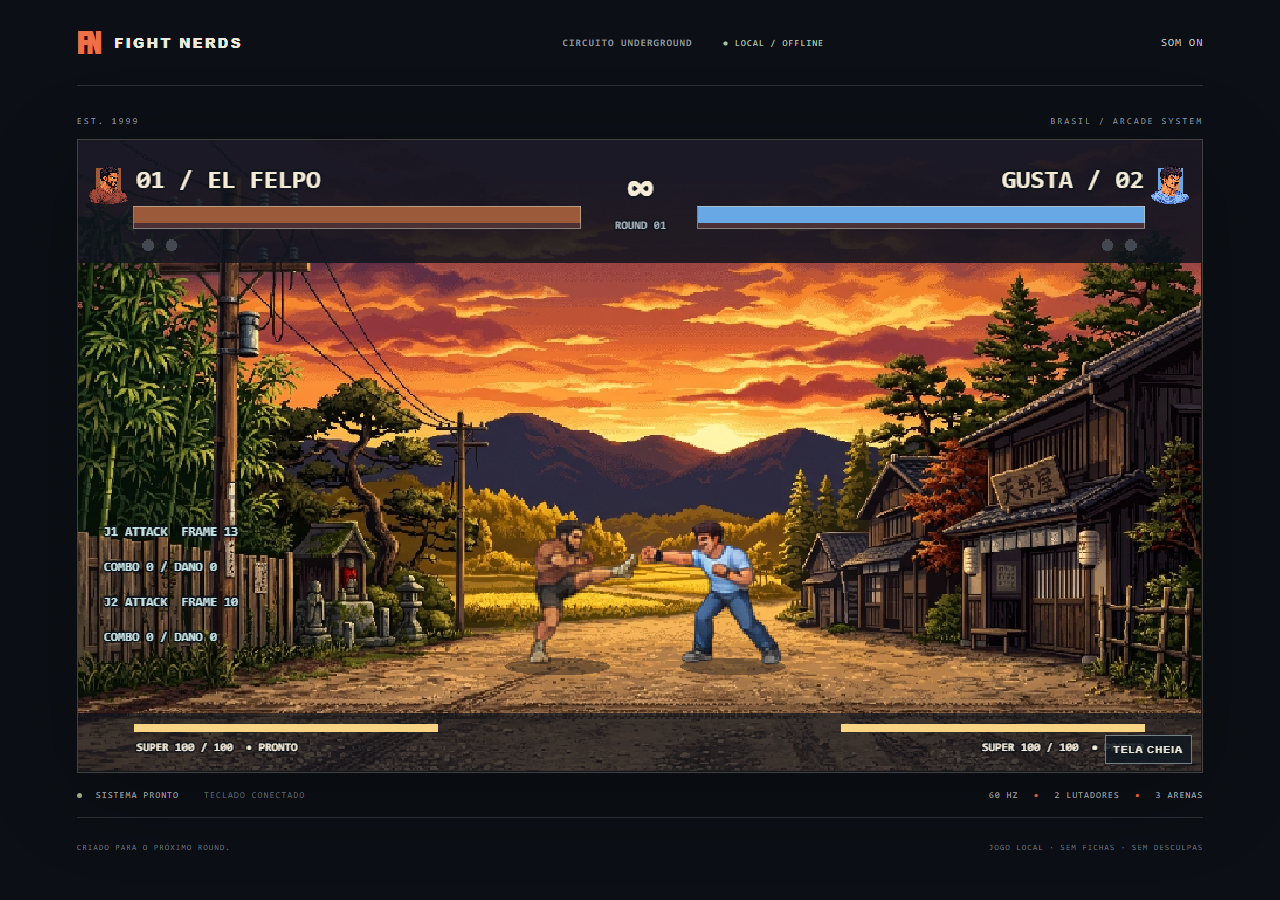 FN FIGHT NERDS
CIRCUITO UNDERGROUND
● LOCAL / OFFLINE
SOM ON
EST. 1999
BRASIL / ARCADE SYSTEM
01 / EL FELPO
∞
ROUND 01
GUSTA / 02
天丼屋
J1 ATTACK FRAME 13
COMBO 0 / DANO 0
J2 ATTACK FRAME 10
COMBO 0 / DANO 0
SUPER 100 / 100 • PRONTO
SUPER 100 / 100 •
TELA CHEIA
● SISTEMA PRONTO
TECLADO CONECTADO
60 HZ • 2 LUTADORES • 3 ARENAS
CRIADO PARA O PRÓXIMO ROUND.
JOGO LOCAL · SEM FICHAS · SEM DESCULPAS